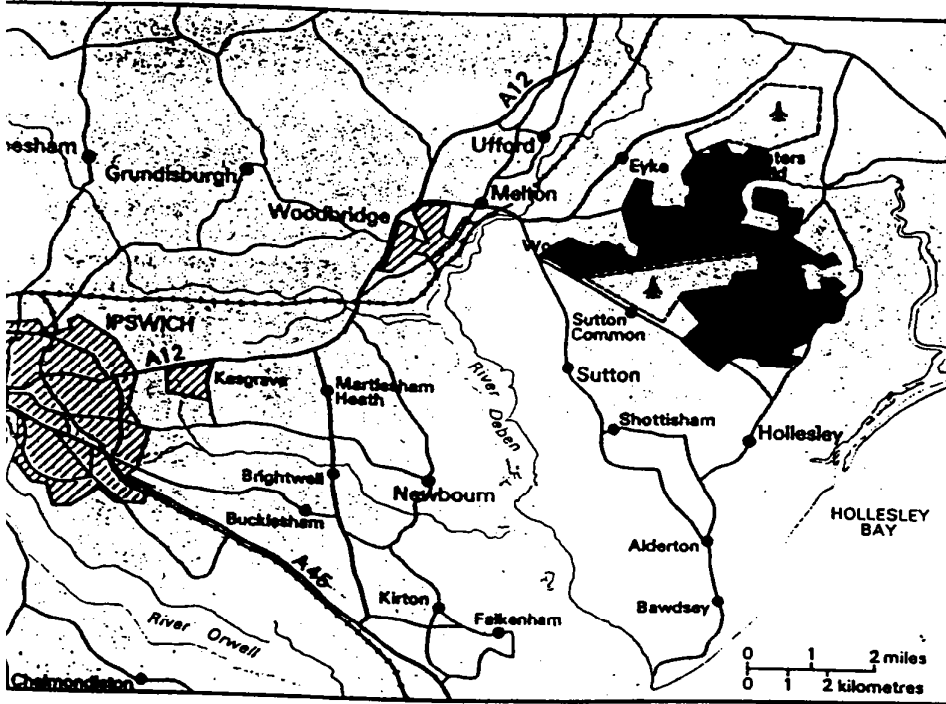 A12
Ufford
Grundisburgh
Eyke
Melton
Woodbridge
IPSWICH
A12
Kesgrave
Martlesham
Heath
Sutton
Common
Sutton
River Deben
Shottisham
Hollesley
Brightwell
Newbourn
Bucklesham
HOLLESLEY
BAY
Alderton
A45
Kirton
Falkenham
Bawdsey
River Orwell
Chelmondiston
0 1 2 miles
0 1 2 kilometres